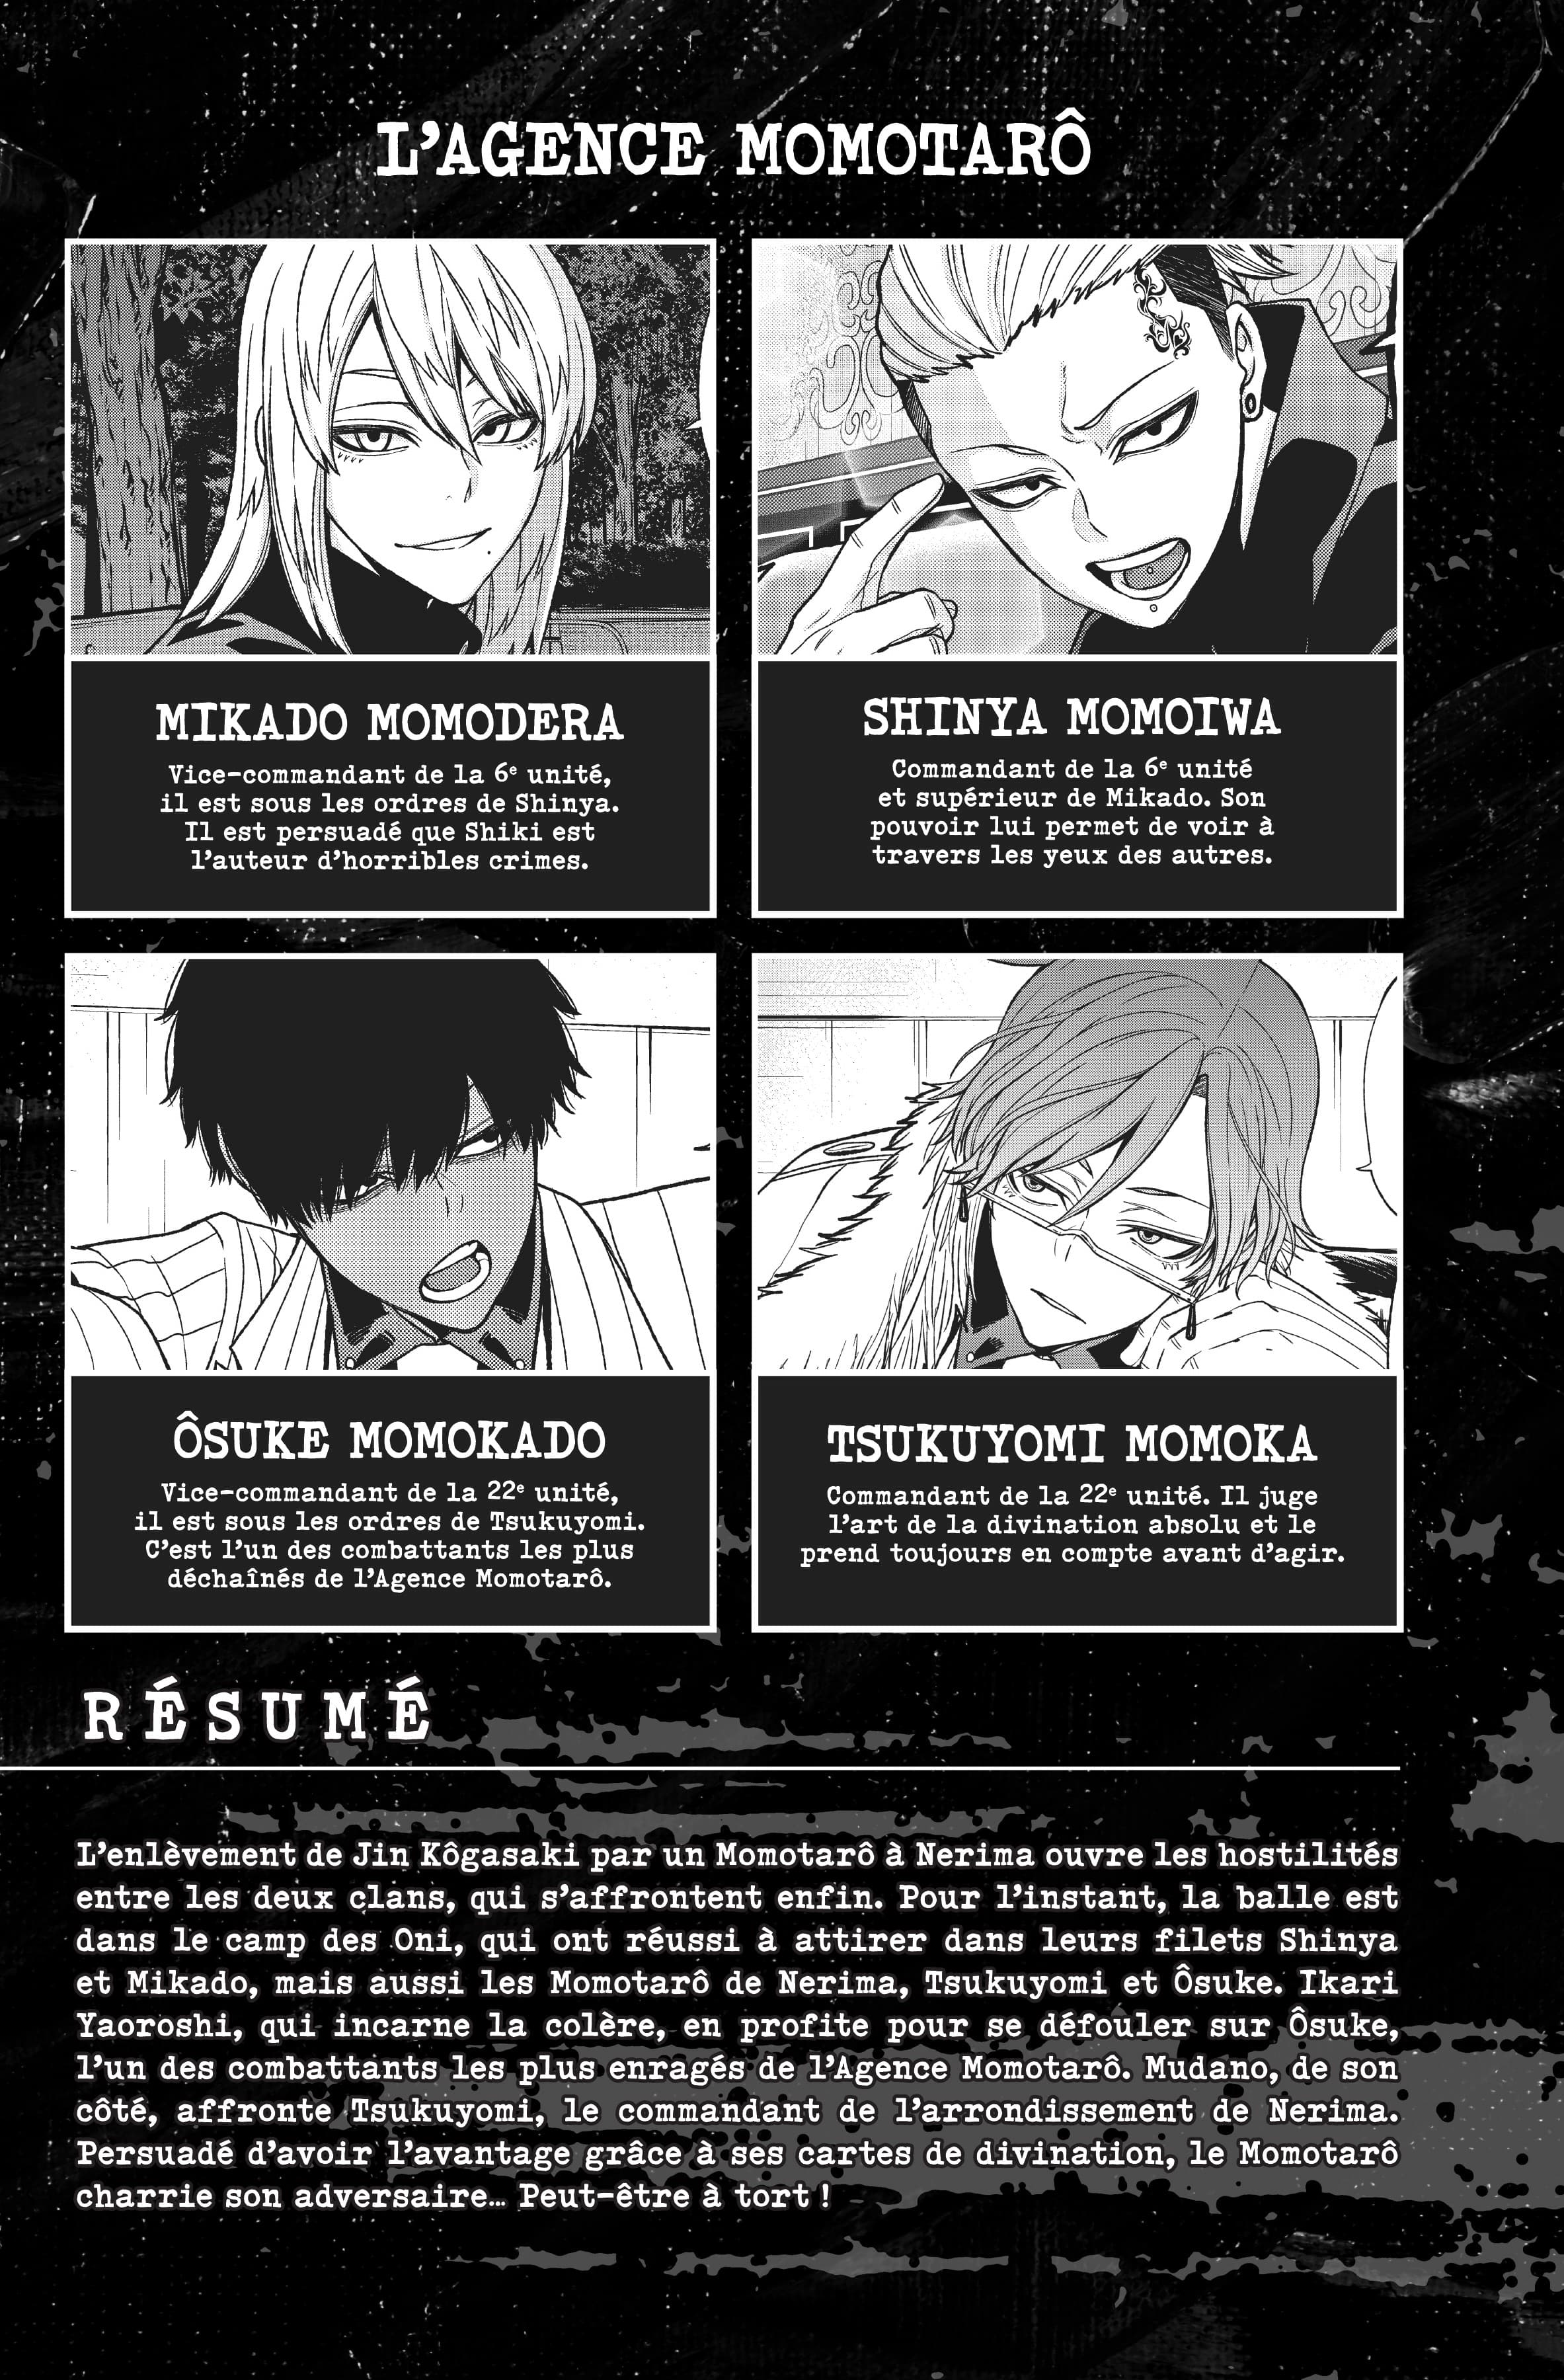 L'AGENCE MOMOTARÔ
MIKADO MOMODERA
Vice-commandant de la 6e unité,
il est sous les ordres de Shinya.
Il est persuadé que Shiki est
l'auteur d'horribles crimes.
SHINYA MOMOIWA
Commandant de la 6e unité
et supérieur de Mikado. Son
pouvoir lui permet de voir à
travers les yeux des autres.
ÔSUKE MOMOKADO
Vice-commandant de la 22e unité,
il est sous les ordres de Tsukuyomi.
C'est l'un des combattants les plus
déchaînés de l'Agence Momotarô.
TSUKUYOMI MOMOKA
Commandant de la 22e unité. Il juge
l'art de la divination absolu et le
prend toujours en compte avant d'agir.
RÉSUMÉ
L'enlèvement de Jin Kôgasaki par un Momotarô à Nerima ouvre les hostilités
entre les deux clans, qui s'affrontent enfin. Pour l'instant, la balle est
dans le camp des Oni, qui ont réussi à attirer dans leurs filets Shinya
et Mikado, mais aussi les Momotarô de Nerima, Tsukuyomi et Ôsuke. Ikari
Yaoroshi, qui incarne la colère, en profite pour se défouler sur Ôsuke,
l'un des combattants les plus enragés de l'Agence Momotarô. Mudano, de son
côté, affronte Tsukuyomi, le commandant de l'arrondissement de Nerima.
Persuadé d'avoir l'avantage grâce à ses cartes de divination, le Momotarô
charrie son adversaire… Peut-être à tort !